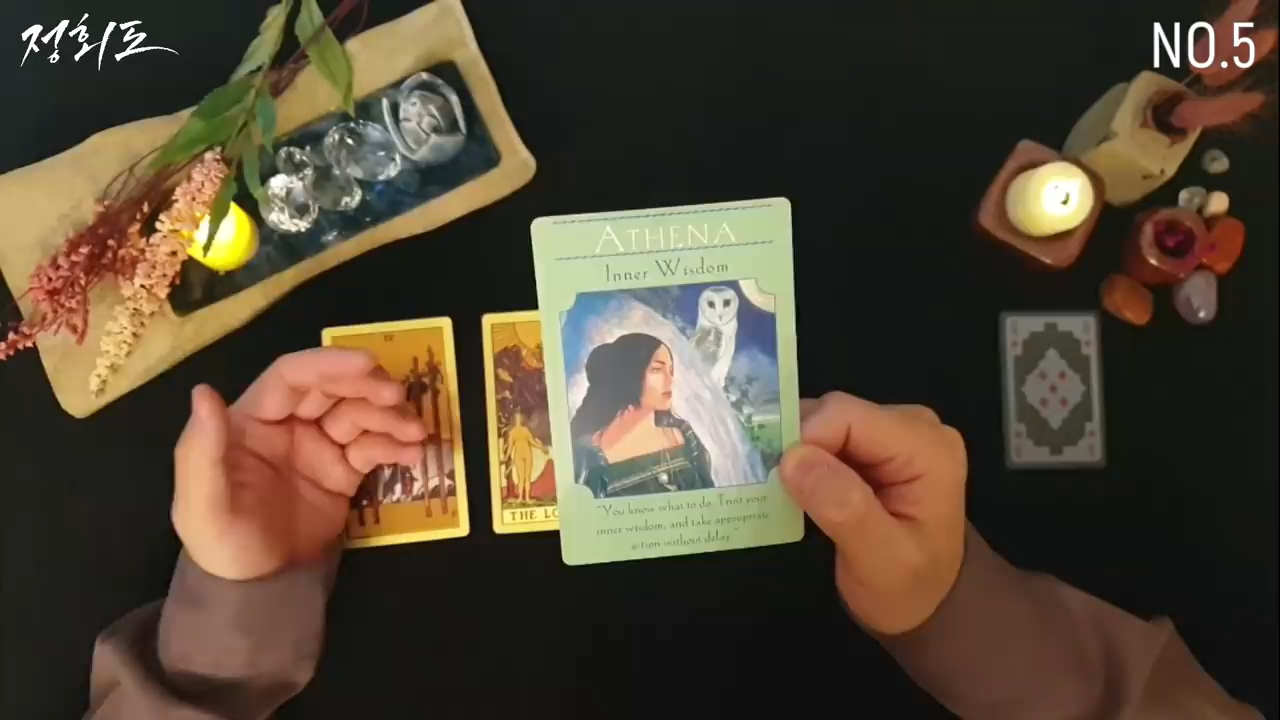 정회도
NO.5
ATHENA
Inner Wisdom
"You know what to do. Trust your
inner wisdom, and take appropriate
action without delay."
THE LO